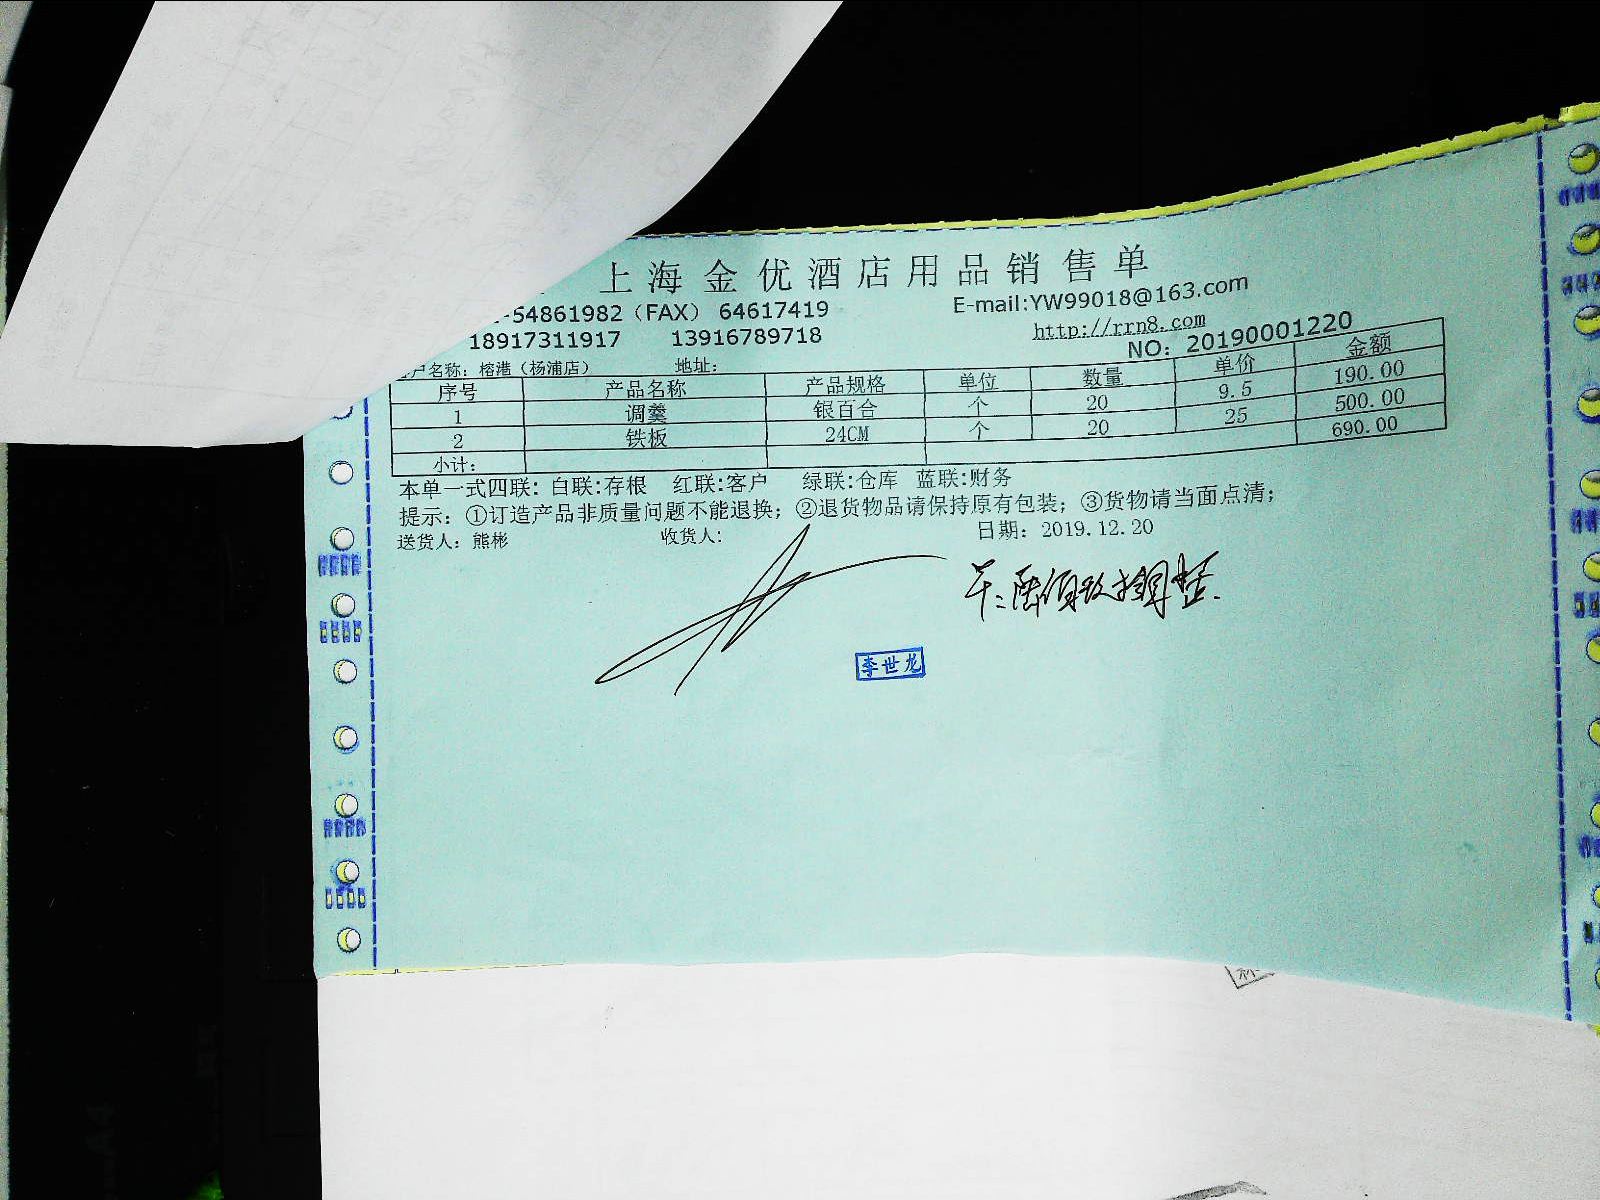 上海金优酒店用品销售单
-54861982（FAX） 64617419
E-mail:YW99018@163.com
18917311917 13916789718
http://rrn8.com
NO：20190001220
户名称：榕港（杨浦店） 地址：
序号 产品名称 产品规格 单位 数量 单价 金额
1 调羹 银百合 个 20 9.5 190.00
2 铁板 24CM 个 20 25 500.00
小计： 690.00
本单一式四联：白联:存根 红联:客户 绿联:仓库 蓝联:财务
提示：①订造产品非质量问题不能退换；②退货物品请保持原有包装；③货物请当面点清；
送货人：熊彬 收货人： 日期：2019.12.20
陆佰玖拾圆整.
李世龙